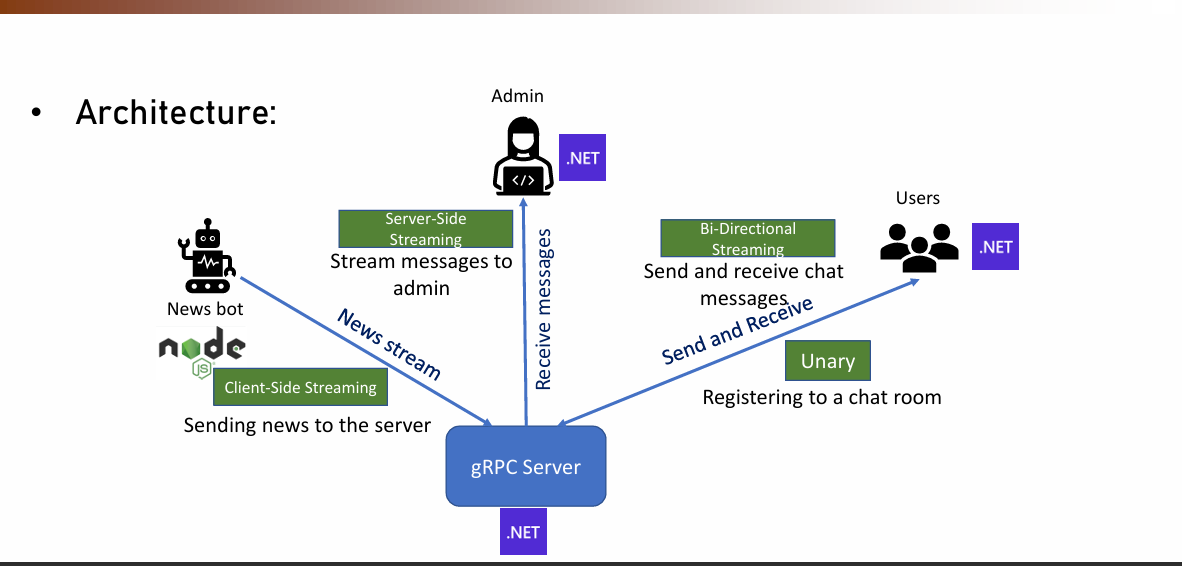 • Architecture:
Admin
.NET
</>
Users
.NET
Server-Side
Streaming
Stream messages to
admin
Receive messages
Bi-Directional
Streaming
Send and receive chat
messages
Send and Receive
News bot
node
JS
News stream
Client-Side Streaming
Sending news to the server
Unary
Registering to a chat room
gRPC Server
.NET